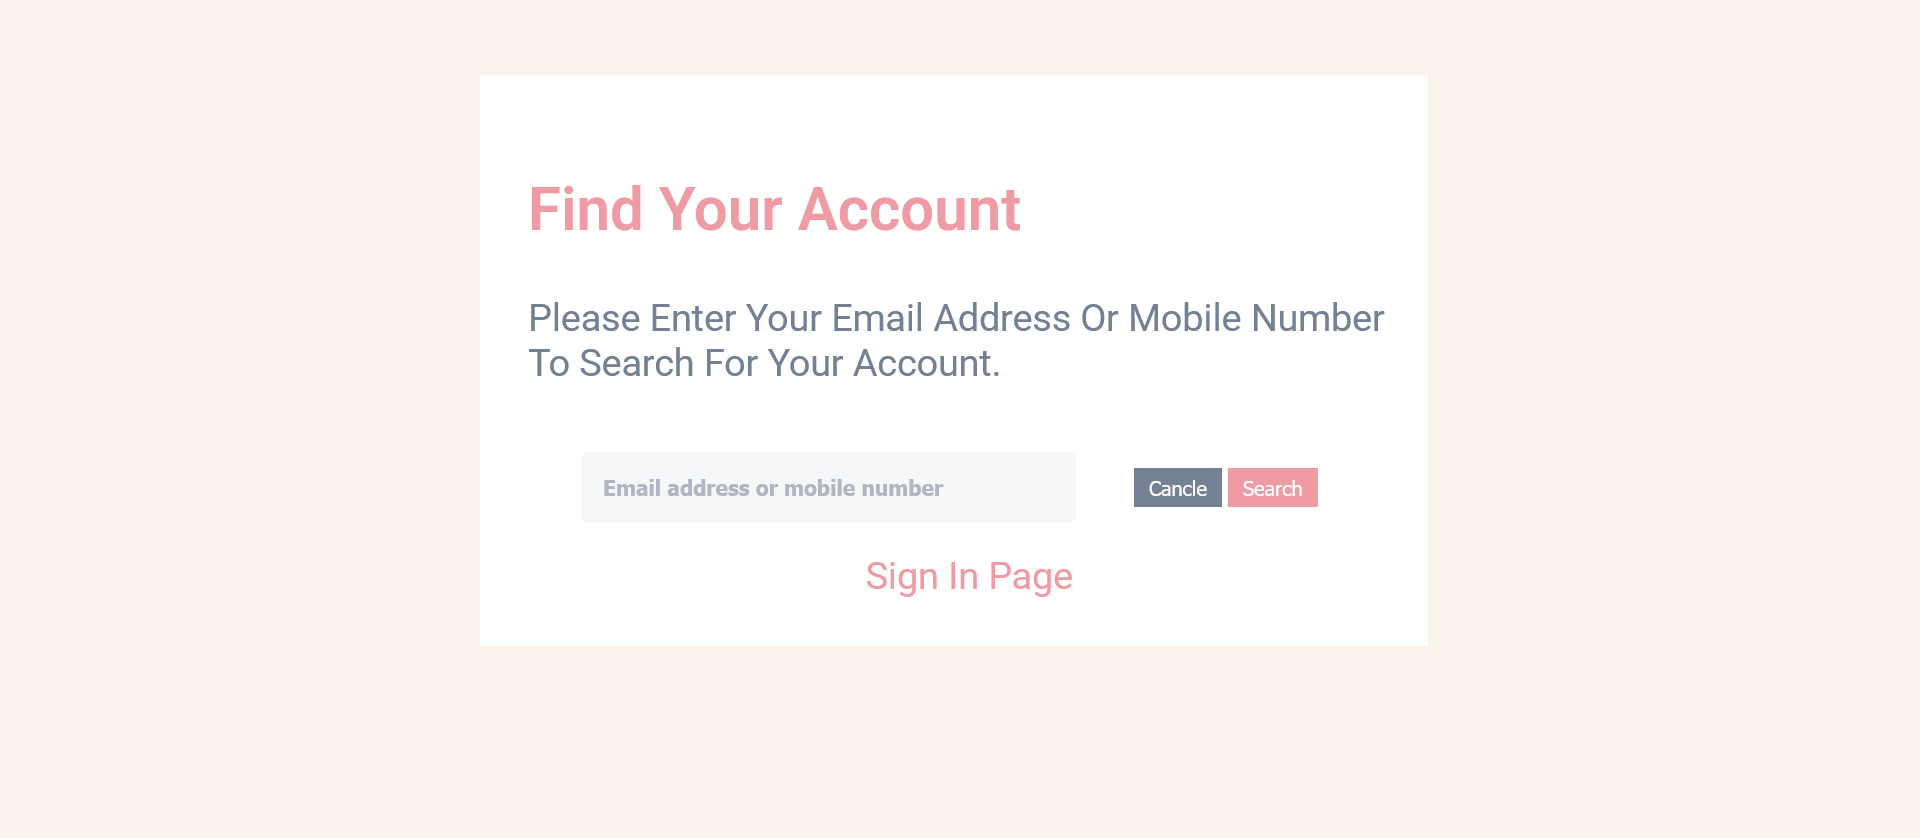 Find Your Account
Please Enter Your Email Address Or Mobile Number
To Search For Your Account.
Email address or mobile number
Cancle
Search
Sign In Page